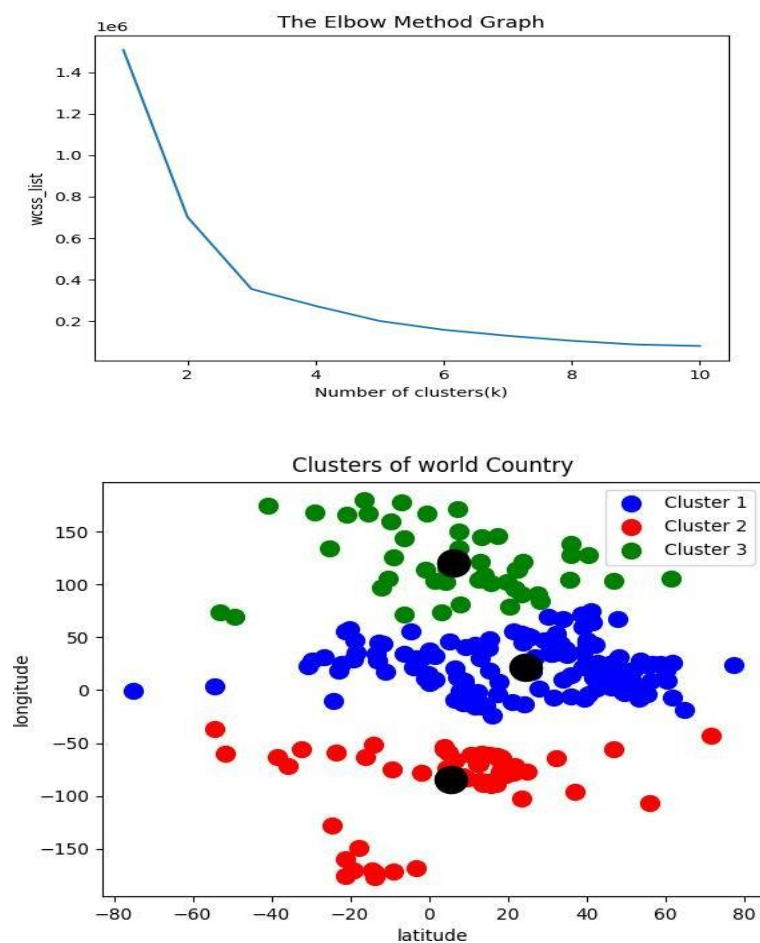 The Elbow Method Graph
1e6
1.4
1.2
1.0
0.8
0.6
0.4
0.2
wcss_list
2 4 6 8 10
Number of clusters(k)
Clusters of world Country
Cluster 1
Cluster 2
Cluster 3
150
100
50
0
−50
−100
−150
longitude
−80 −60 −40 −20 0 20 40 60 80
latitude